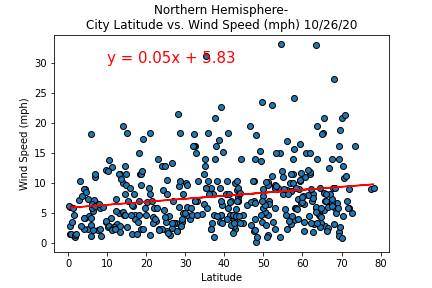 Northern Hemisphere-
City Latitude vs. Wind Speed (mph) 10/26/20
y = 0.05x + 5.83
Wind Speed (mph)
30
25
20
15
10
5
0
0 10 20 30 40 50 60 70 80
Latitude